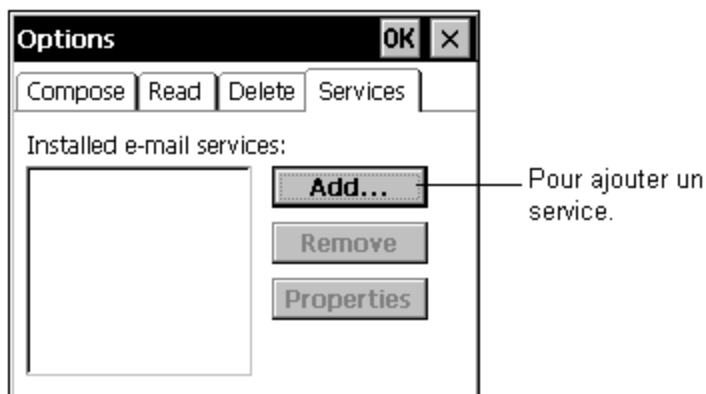 Options OK ×
Compose Read Delete Services
Installed e-mail services:
Add... Pour ajouter un
service.
Remove
Properties